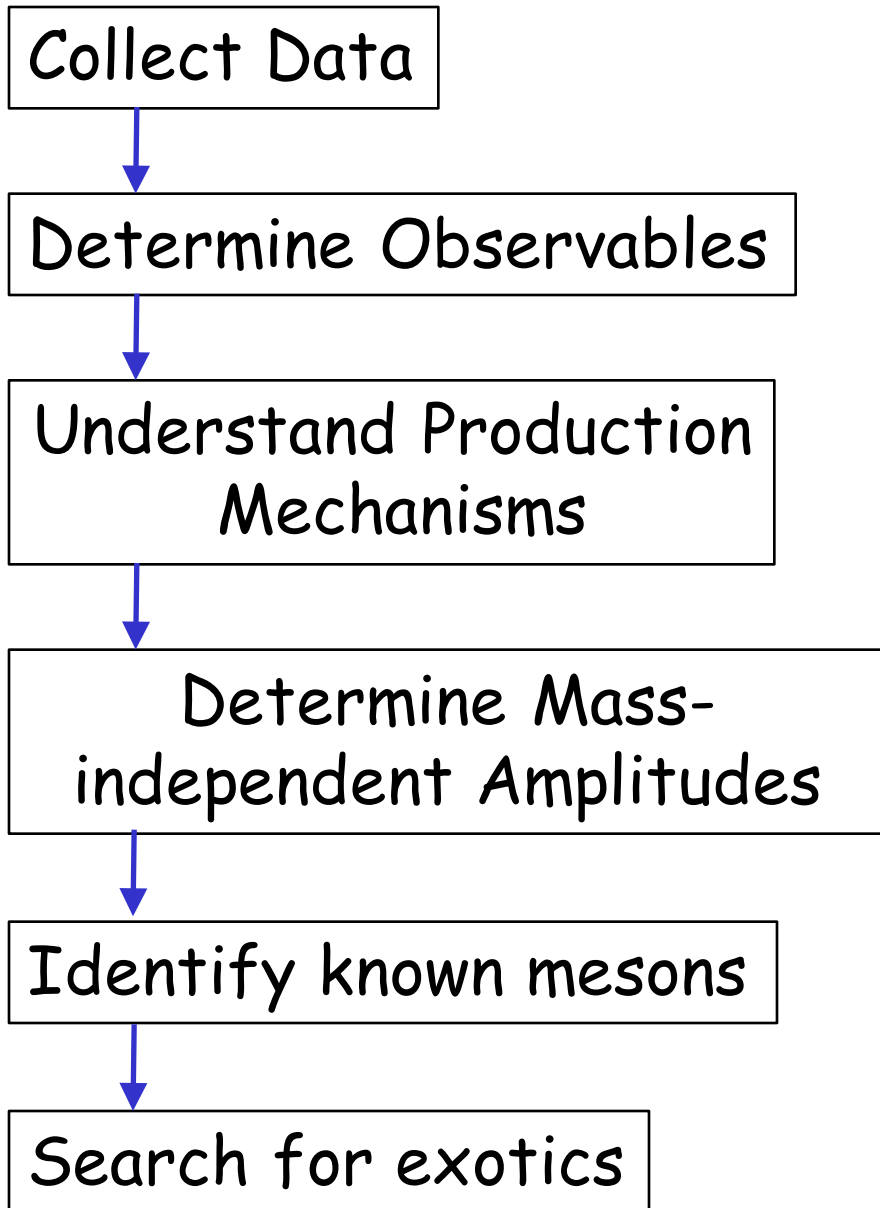 Collect Data
Determine Observables
Understand Production
Mechanisms
Determine Mass-
independent Amplitudes
Identify known mesons
Search for exotics